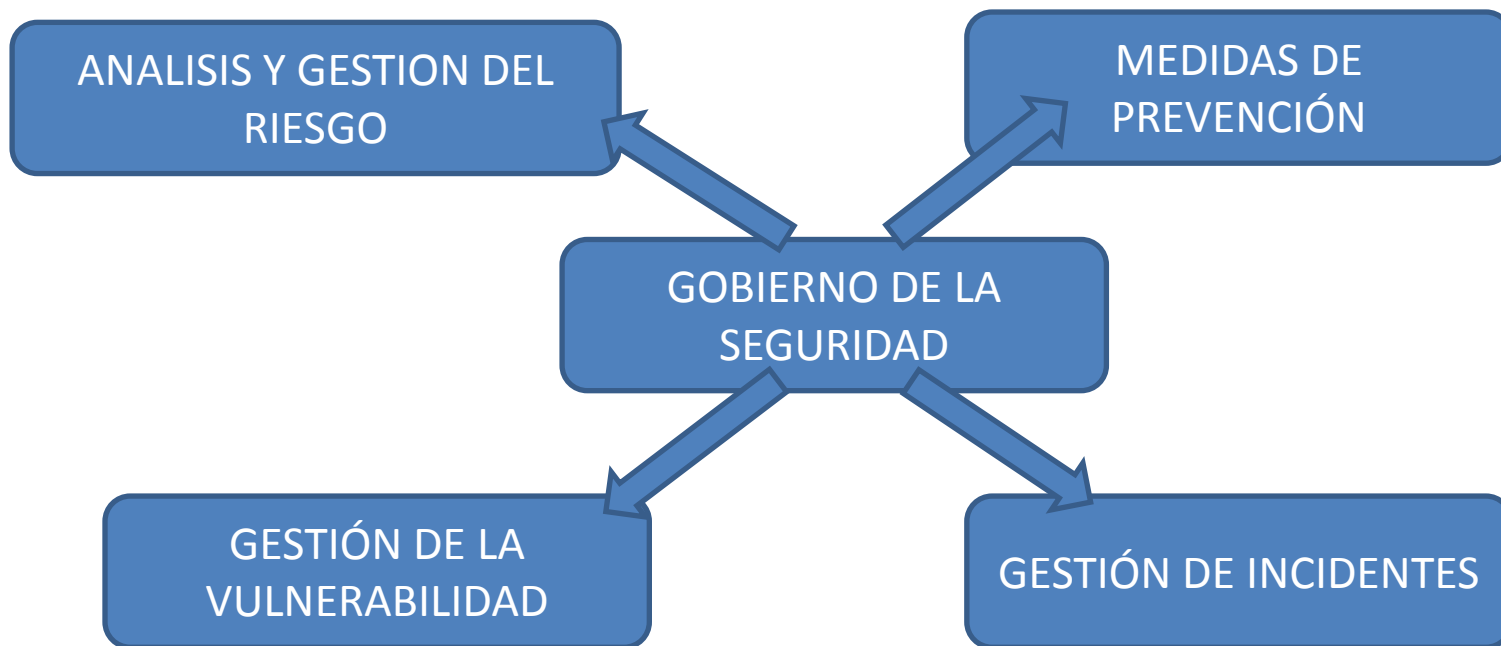 ANALISIS Y GESTION DEL
RIESGO
MEDIDAS DE
PREVENCIÓN
GOBIERNO DE LA
SEGURIDAD
GESTIÓN DE LA
VULNERABILIDAD
GESTIÓN DE INCIDENTES